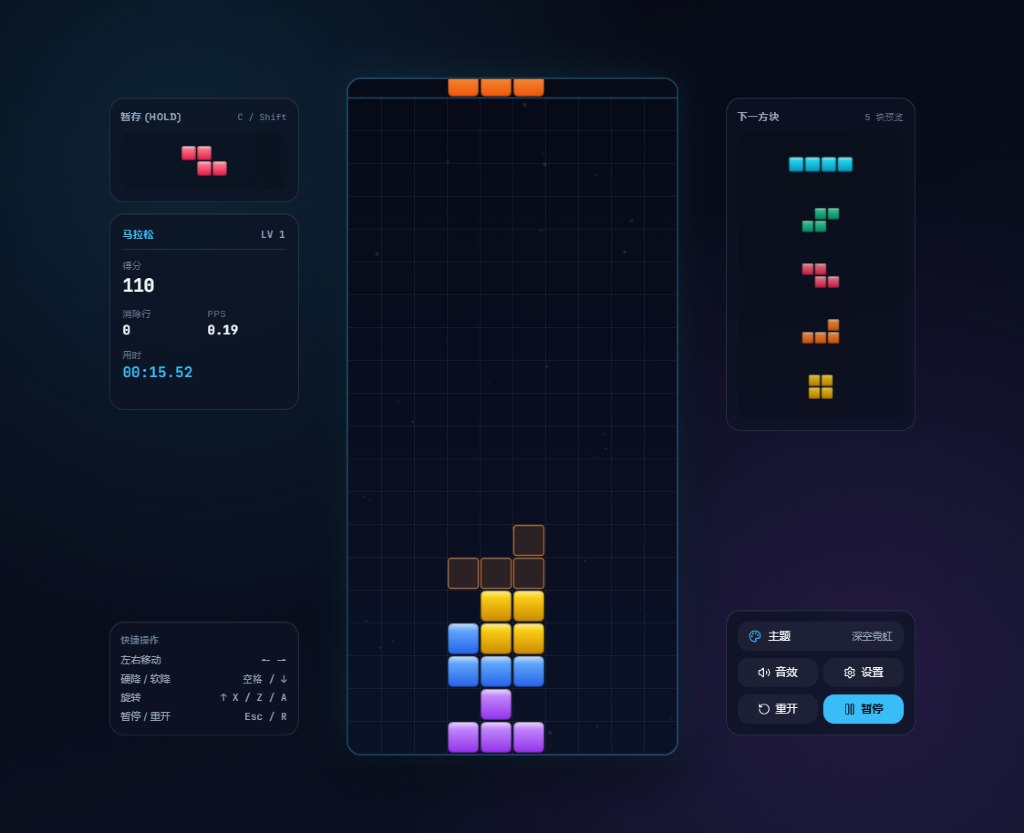 暂存 (HOLD) C / Shift
马拉松 LV 1
得分
110
消除行 PPS
0 0.19
用时
00:15.52
快捷操作
左右移动 ← →
硬降 / 软降 空格 / ↓
旋转 ↑ X / Z / A
暂停 / 重开 Esc / R
下一方块 5 块预览
主题 深空霓虹
音效 设置
重开 暂停